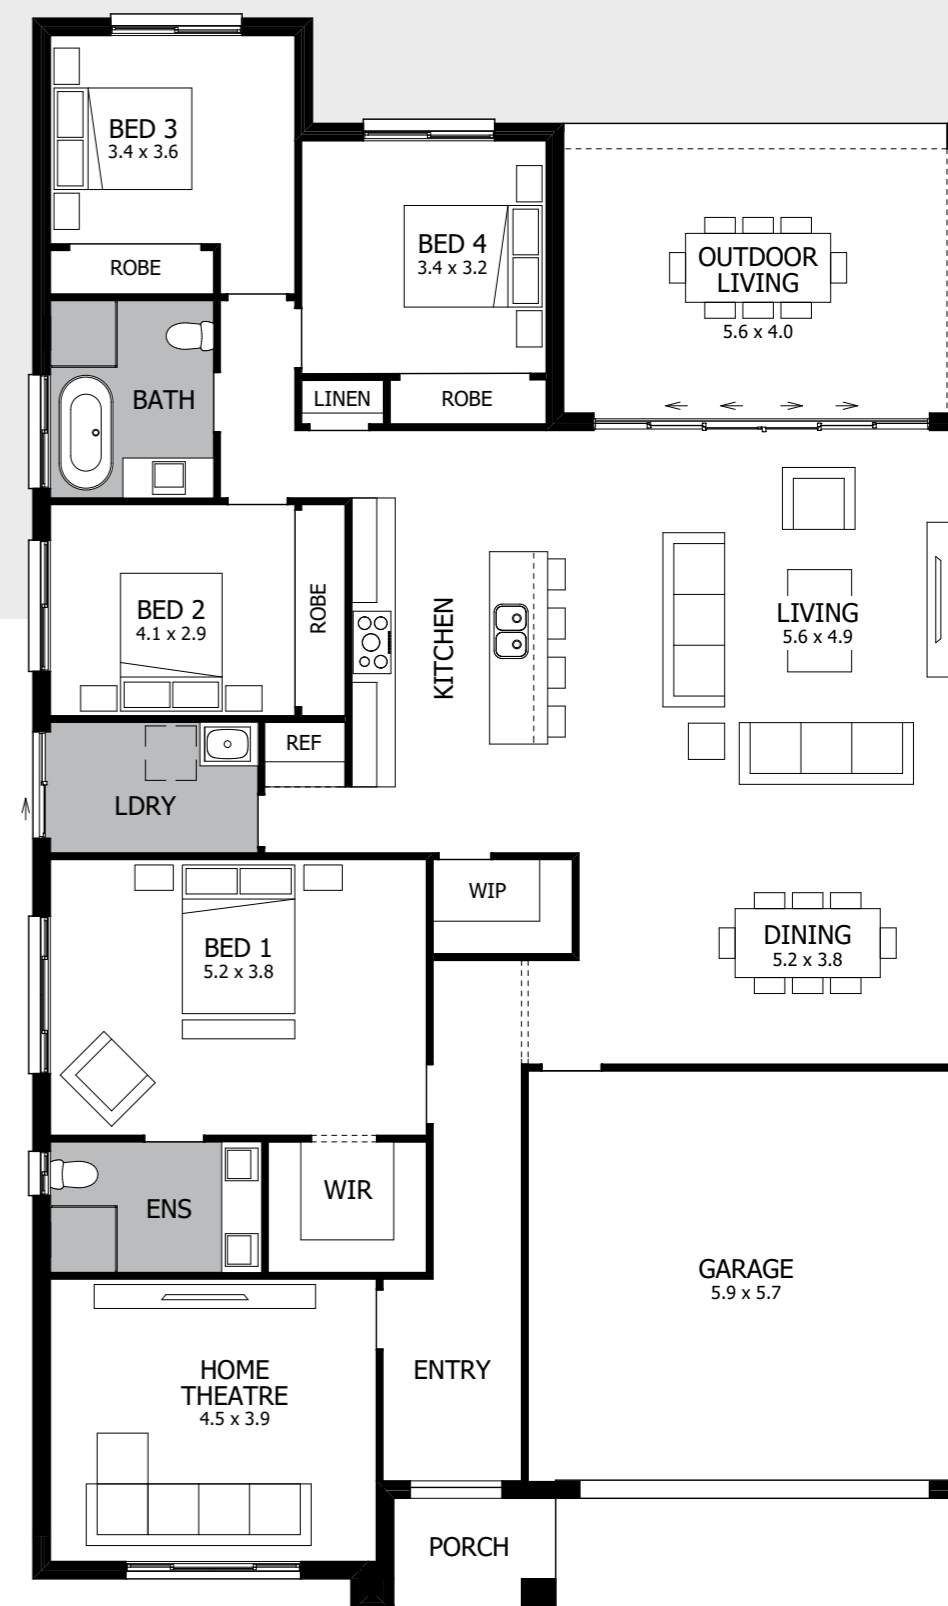 BED 3
3.4 x 3.6
ROBE
BED 4
3.4 x 3.2
OUTDOOR
LIVING
5.6 x 4.0
BATH
LINEN
ROBE
BED 2
4.1 x 2.9
ROBE
KITCHEN
LIVING
5.6 x 4.9
REF
LDRY
WIP
BED 1
5.2 x 3.8
DINING
5.2 x 3.8
ENS
WIR
GARAGE
5.9 x 5.7
HOME
THEATRE
4.5 x 3.9
ENTRY
PORCH